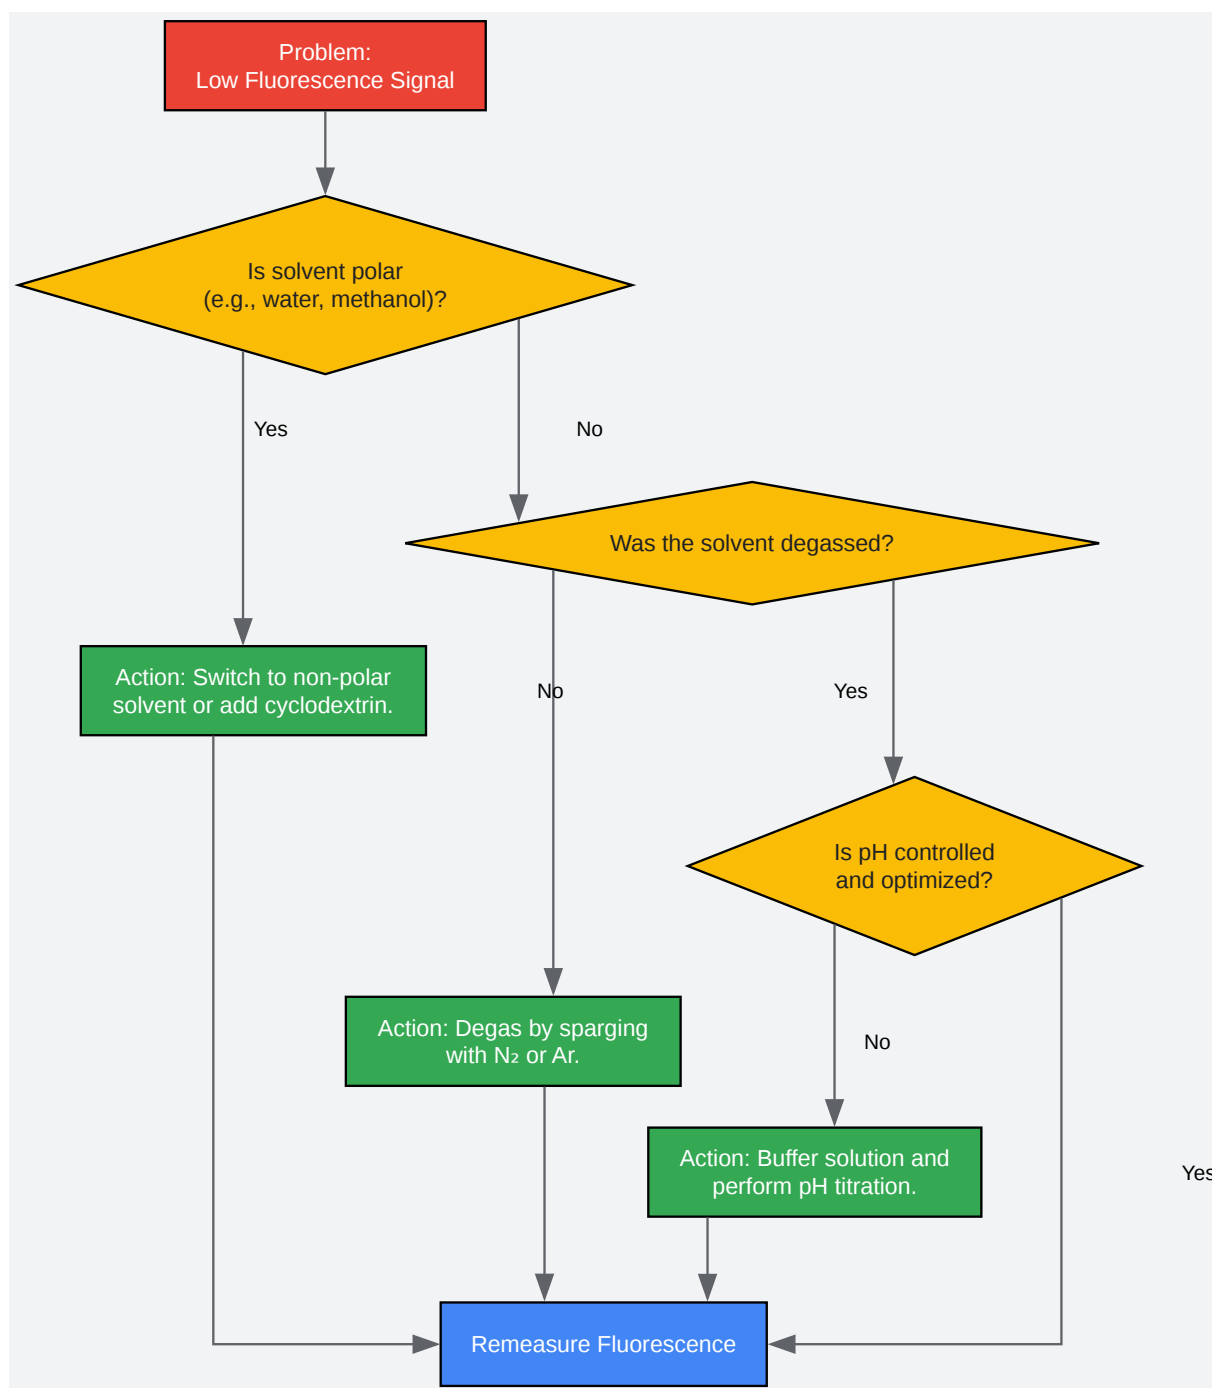 Problem:
Low Fluorescence Signal
Is solvent polar
(e.g., water, methanol)?
Yes
No
Was the solvent degassed?
Action: Switch to non-polar
solvent or add cyclodextrin.
No
Yes
Is pH controlled
and optimized?
Action: Degas by sparging
with N₂ or Ar.
No
Action: Buffer solution and
perform pH titration.
Yes
Remeasure Fluorescence